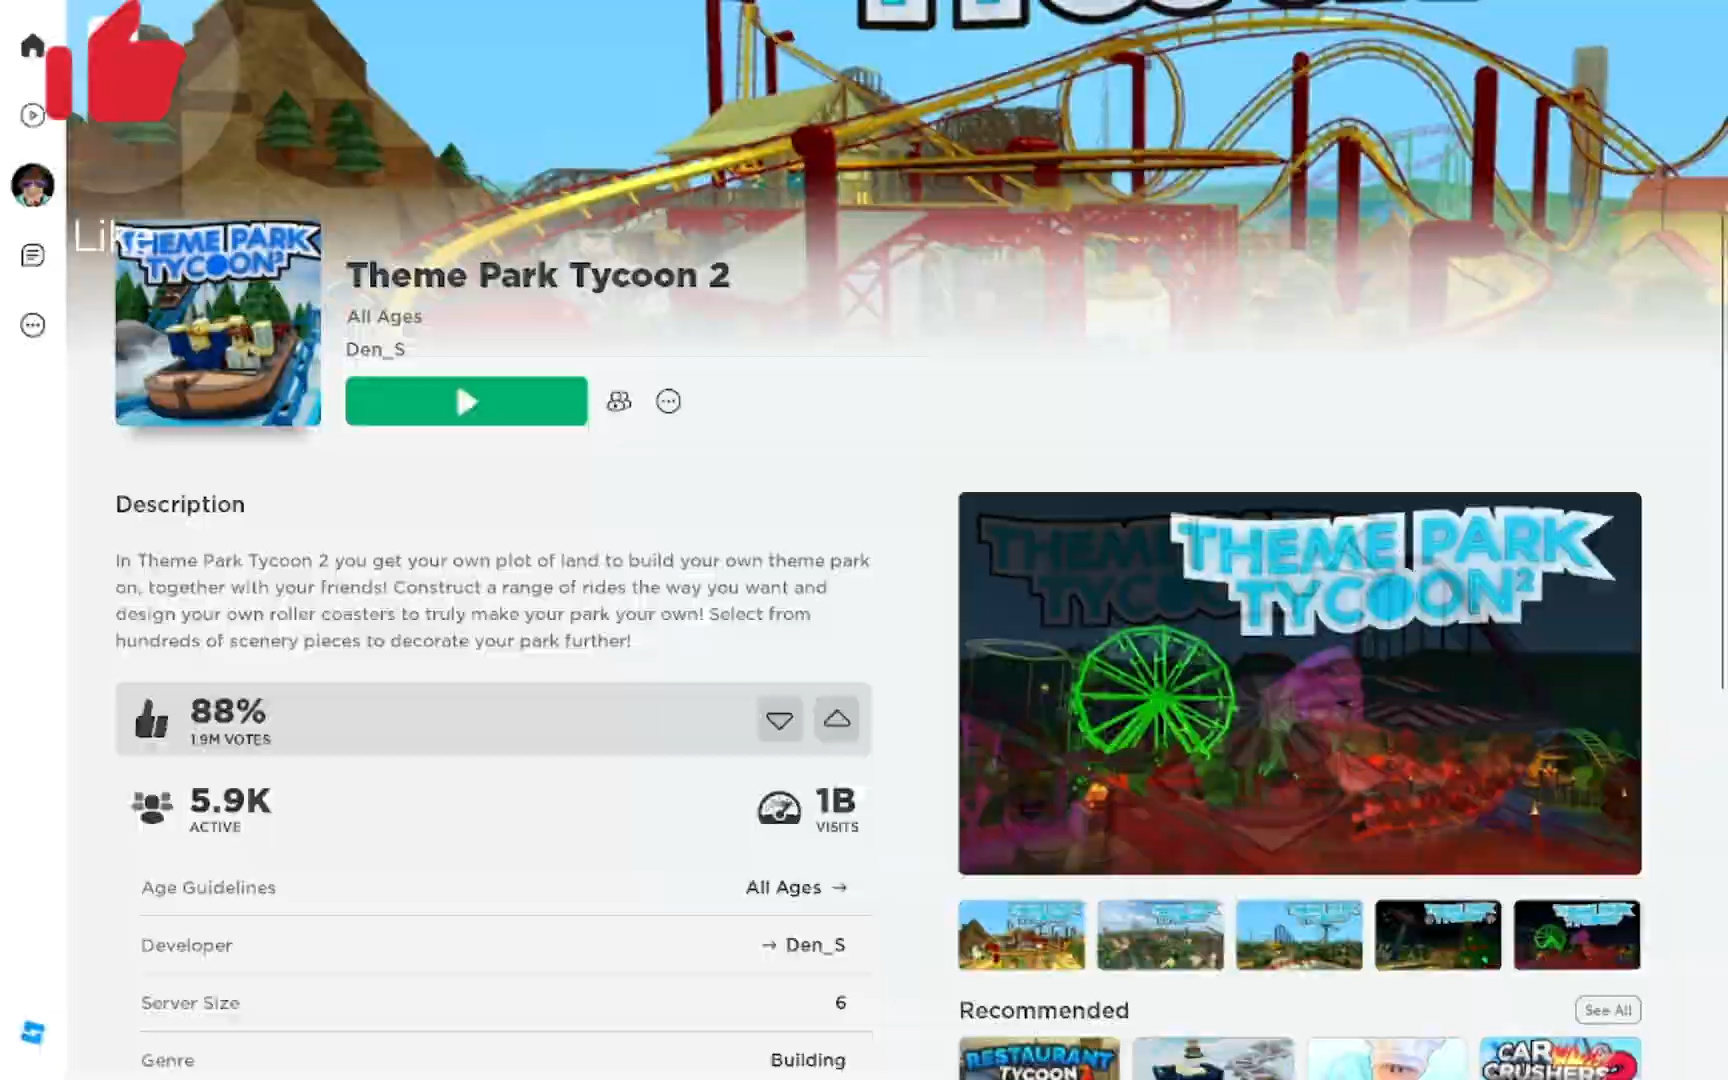 Like
THEME PARK
TYCOON 2
Theme Park Tycoon 2
All Ages
Den_S
Description
In Theme Park Tycoon 2 you get your own plot of land to build your own theme park
on, together with your friends! Construct a range of rides the way you want and
design your own roller coasters to truly make your park your own! Select from
hundreds of scenery pieces to decorate your park further!
88%
1.9M VOTES
5.9K
ACTIVE
1B
VISITS
Age Guidelines
All Ages →
Developer
→ Den_S
Server Size
6
Genre
Building
THEME PARK
TYCOON 2
Recommended
See All
RESTAURANT
TYCOON
CAR
CRUSHERS 2